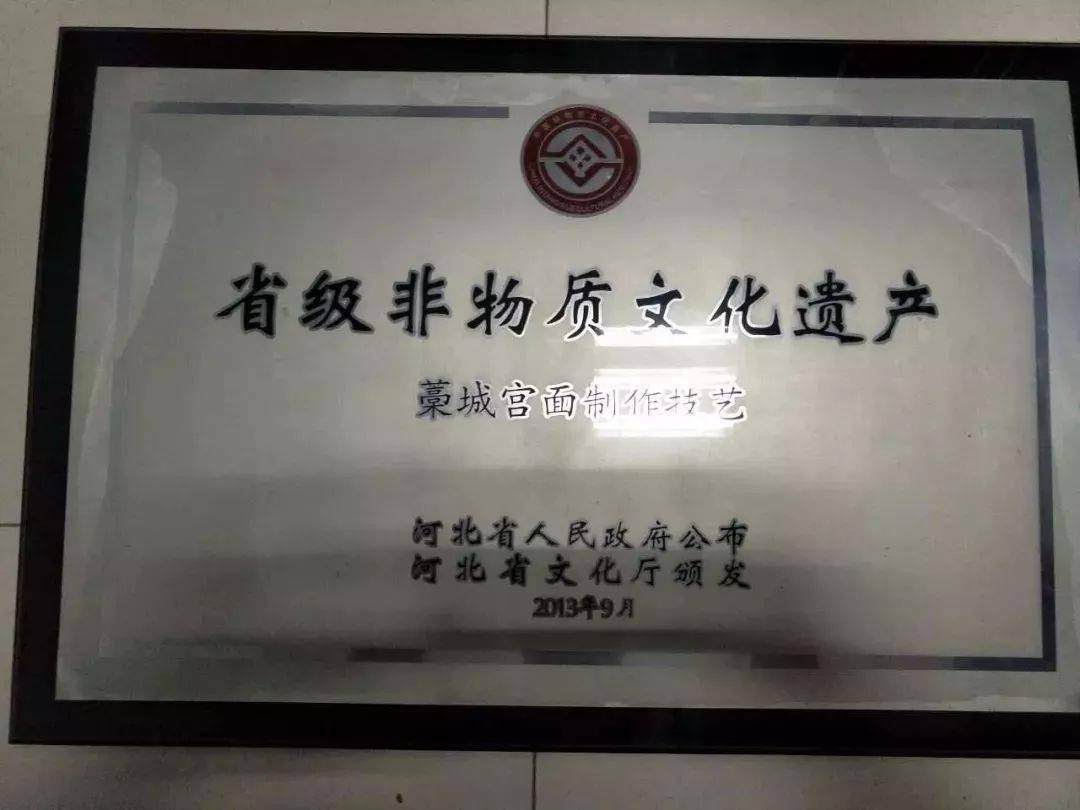 省级非物质文化遗产
藁城宫面制作技艺
河北省人民政府公布
河北省文化厅颁发
2013年9月